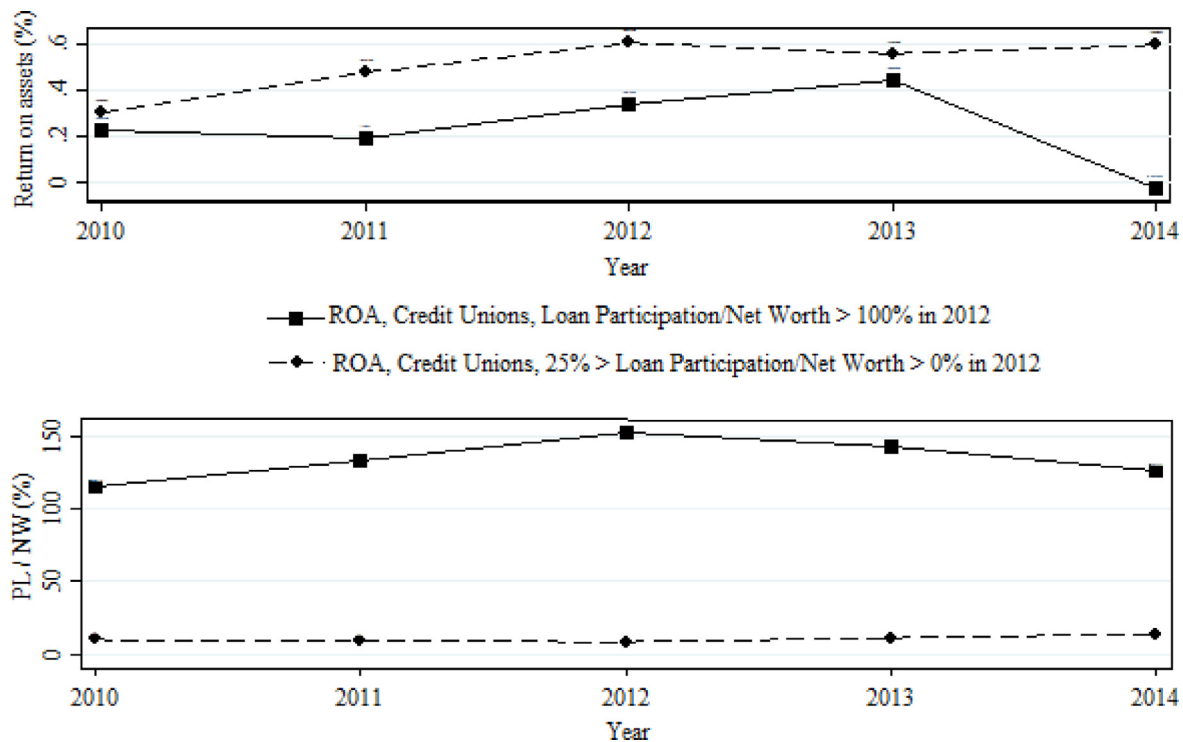 Return on assets (%)
.6
.4
.2
0
2010 2011 2012 2013 2014
Year
ROA, Credit Unions, Loan Participation/Net Worth > 100% in 2012
ROA, Credit Unions, 25% > Loan Participation/Net Worth > 0% in 2012
PL / NW (%)
150
100
50
0
2010 2011 2012 2013 2014
Year